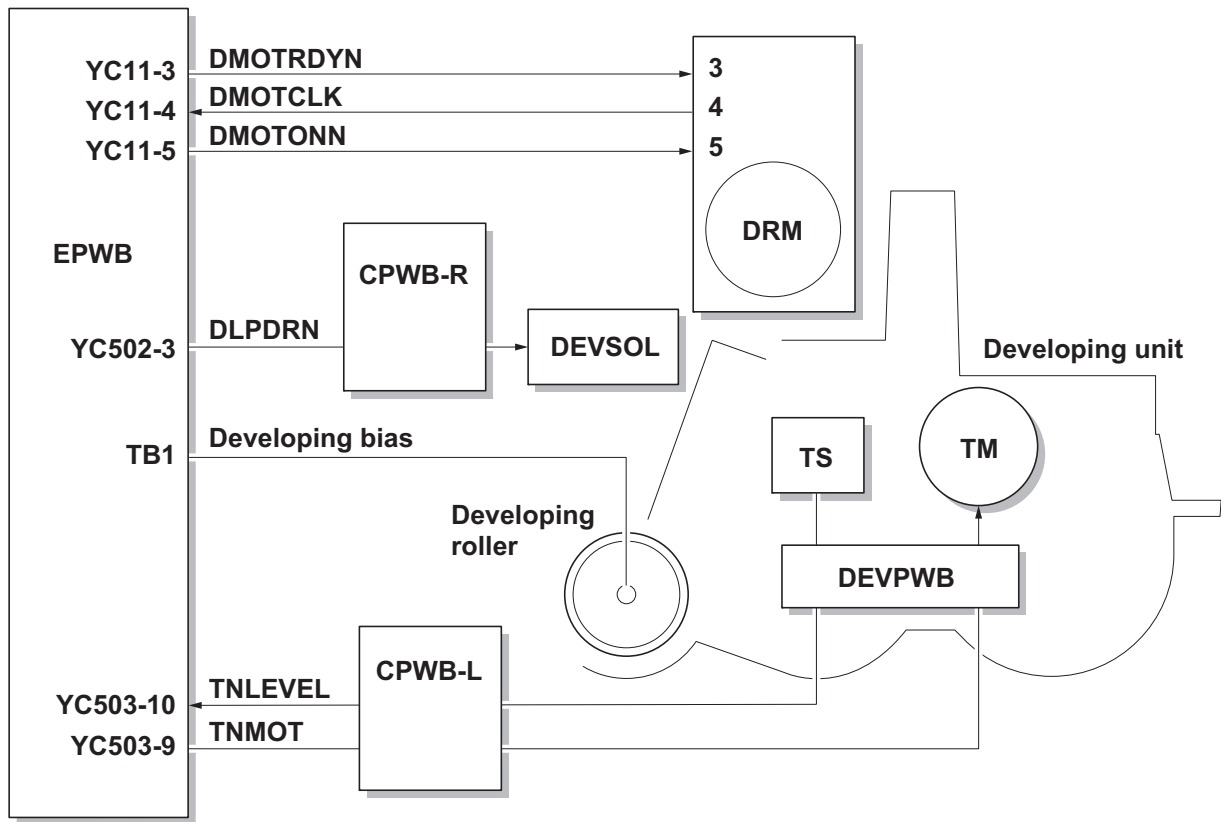 YC11-3
DMOTRDYN
3
YC11-4
DMOTCLK
4
YC11-5
DMOTONN
5
DRM
EPWB
CPWB-R
YC502-3
DLPDRN
DEVSOL
Developing unit
TB1
Developing bias
TS
TM
Developing
roller
DEVPWB
CPWB-L
YC503-10
TNLEVEL
YC503-9
TNMOT